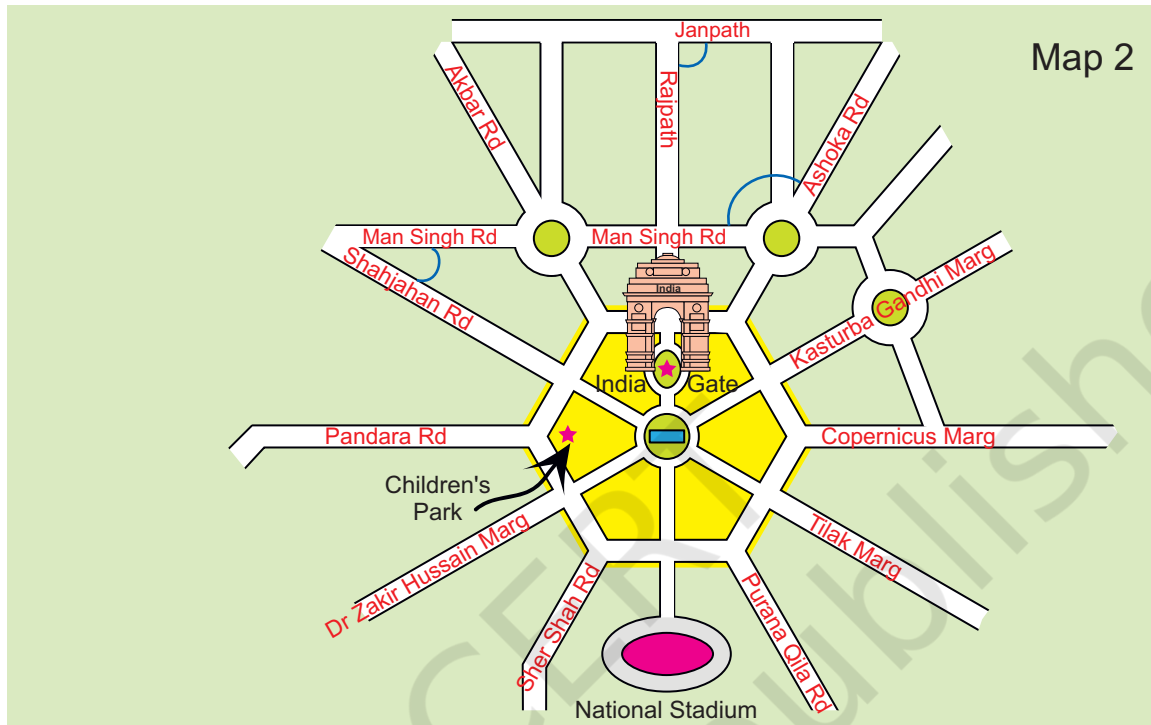 Janpath
Map 2
Akbar Rd
Rajpath
Ashoka Rd
Man Singh Rd
Man Singh Rd
Shahjahan Rd
India
Kasturba Gandhi Marg
India Gate
Pandara Rd
Copernicus Marg
Children's
Park
Dr Zakir Hussain Marg
Tilak Marg
Sher Shah Rd
Purana Qila Rd
National Stadium